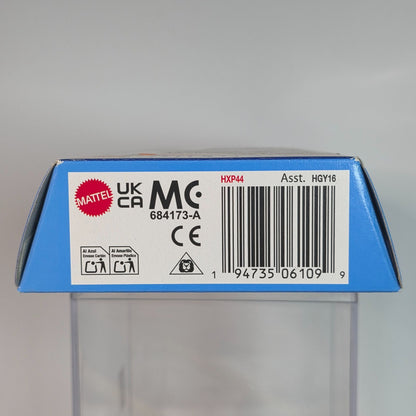 MATTEL
UK
CA
MC
684173-A
CE
HXP44
Asst. HGY16
1 94735 06109 9
Al Azul
Envase Cartón
Al Amarillo
Envase Plástico